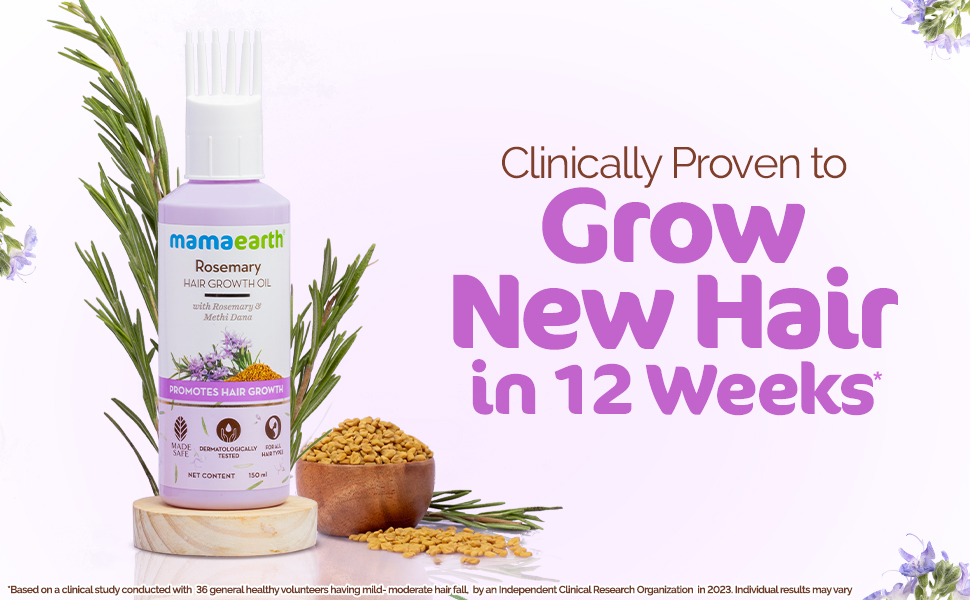 mamaearth
Rosemary
HAIR GROWTH OIL
with Rosemary &
Methi Dana
PROMOTES HAIR GROWTH
MADE
SAFE
DERMATOLOGICALLY
TESTED
FOR ALL
HAIR TYPES
NET CONTENT 150 ml
Clinically Proven to
Grow
New Hair
in 12 Weeks*
*Based on a clinical study conducted with 36 general healthy volunteers having mild- moderate hair fall, by an Independent Clinical Research Organization in 2023. Individual results may vary